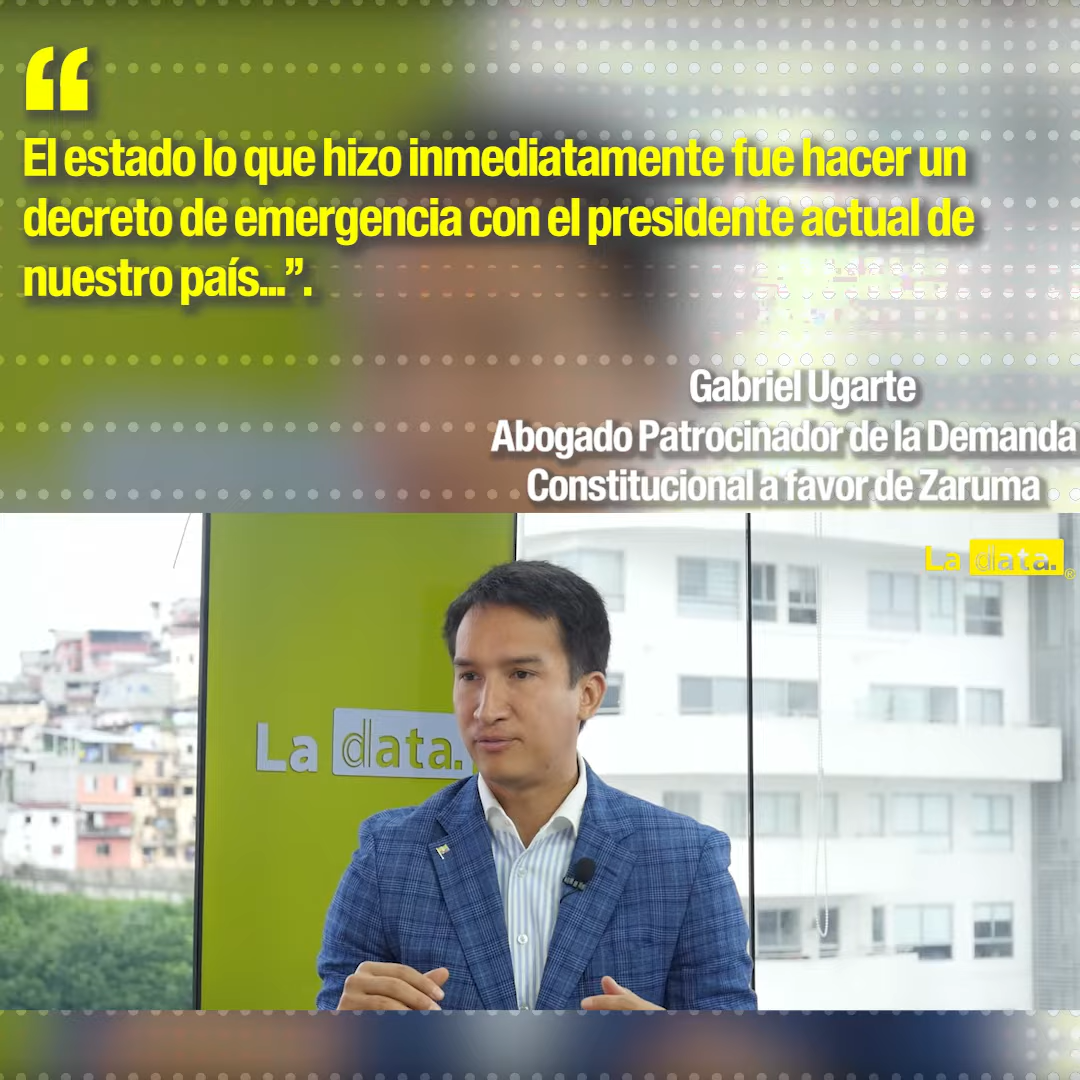 “
El estado lo que hizo inmediatamente fue hacer un
decreto de emergencia con el presidente actual de
nuestro país...”.
Gabriel Ugarte
Abogado Patrocinador de la Demanda
Constitucional a favor de Zaruma
La data.®
La data.